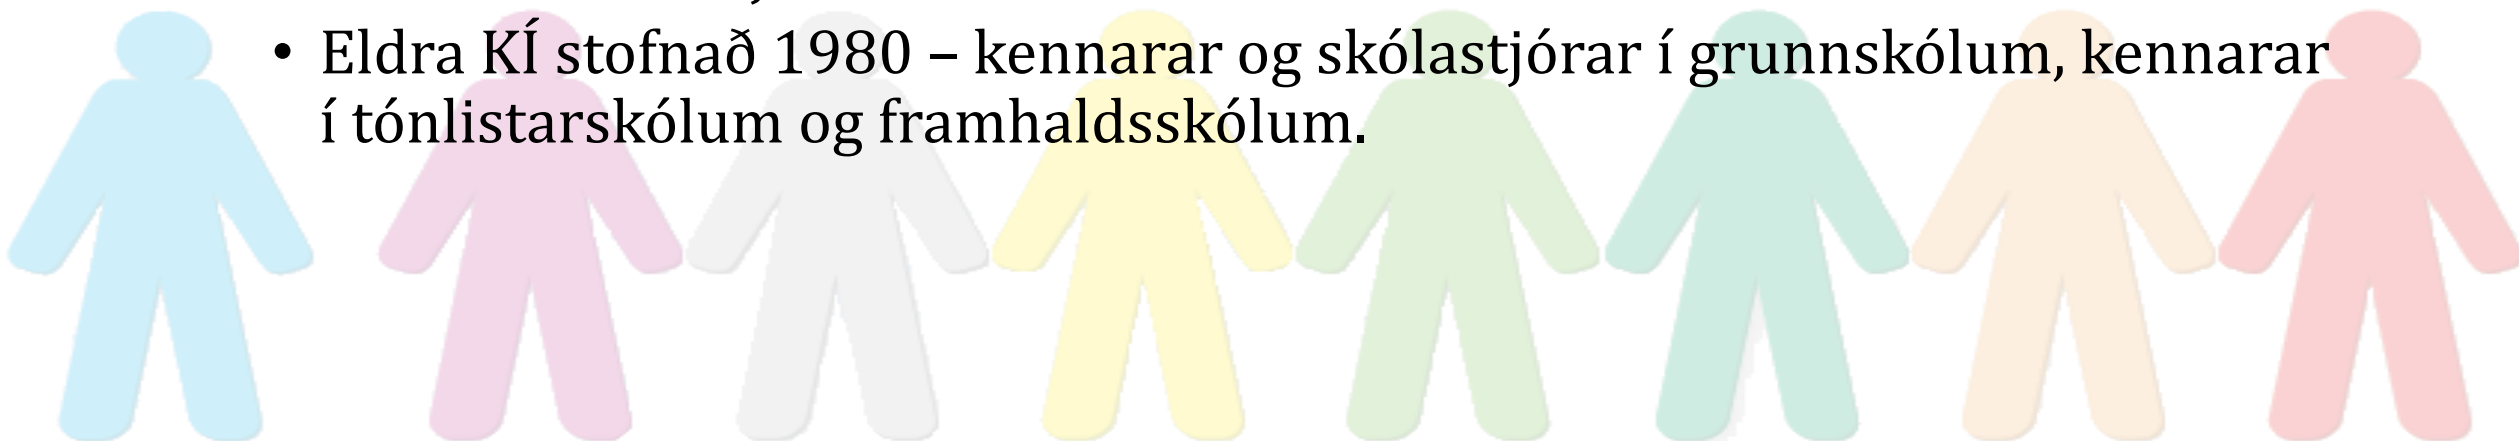 • Eldra KÍ stofnað 1980 – kennarar og skólastjórar í grunnskólum, kennarar
í tónlistarskólum og framhaldsskólum.